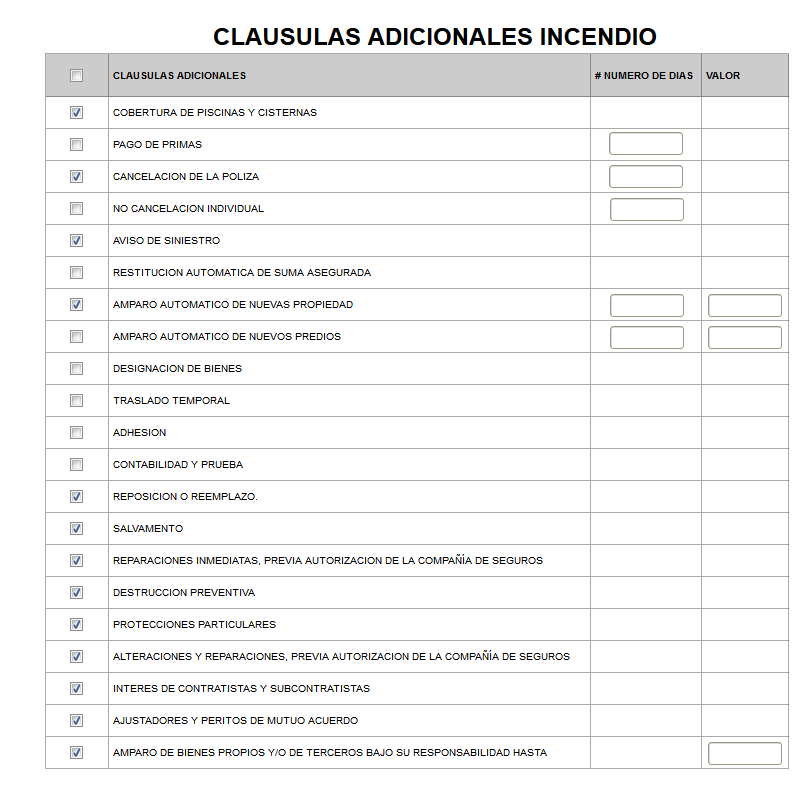 CLAUSULAS ADICIONALES INCENDIO
CLAUSULAS ADICIONALES # NUMERO DE DIAS VALOR
COBERTURA DE PISCINAS Y CISTERNAS
PAGO DE PRIMAS
CANCELACION DE LA POLIZA
NO CANCELACION INDIVIDUAL
AVISO DE SINIESTRO
RESTITUCION AUTOMATICA DE SUMA ASEGURADA
AMPARO AUTOMATICO DE NUEVAS PROPIEDAD
AMPARO AUTOMATICO DE NUEVOS PREDIOS
DESIGNACION DE BIENES
TRASLADO TEMPORAL
ADHESION
CONTABILIDAD Y PRUEBA
REPOSICION O REEMPLAZO.
SALVAMENTO
REPARACIONES INMEDIATAS, PREVIA AUTORIZACION DE LA COMPAÑÍA DE SEGUROS
DESTRUCCION PREVENTIVA
PROTECCIONES PARTICULARES
ALTERACIONES Y REPARACIONES, PREVIA AUTORIZACION DE LA COMPAÑÍA DE SEGUROS
INTERES DE CONTRATISTAS Y SUBCONTRATISTAS
AJUSTADORES Y PERITOS DE MUTUO ACUERDO
AMPARO DE BIENES PROPIOS Y/O DE TERCEROS BAJO SU RESPONSABILIDAD HASTA